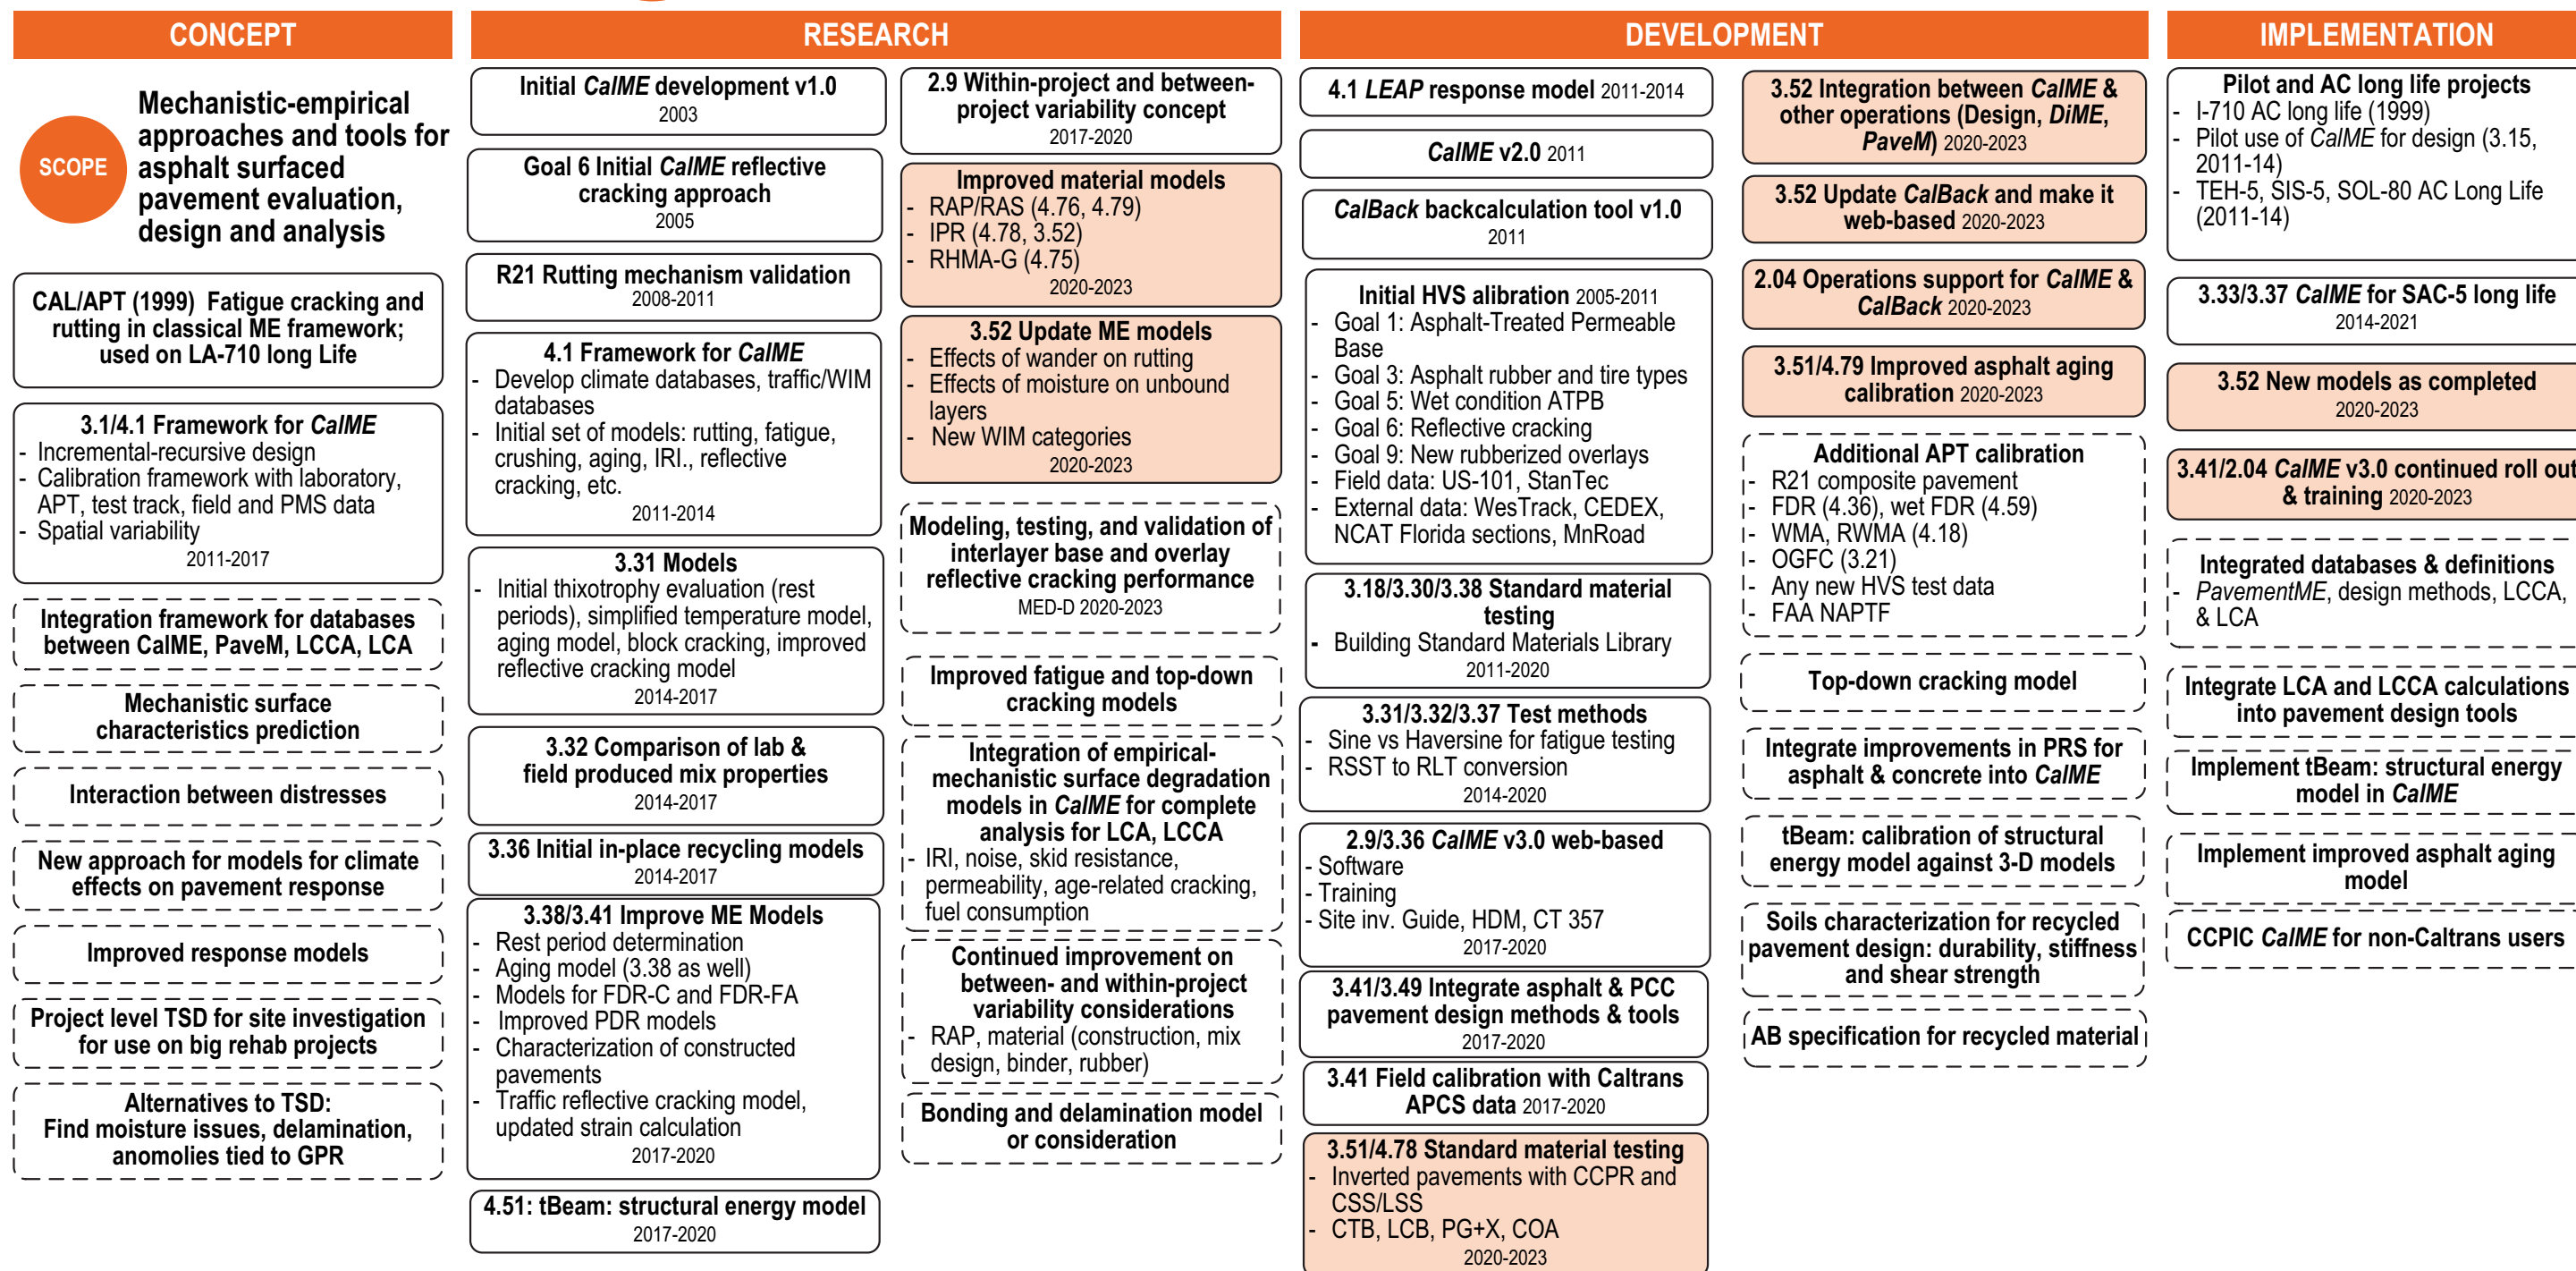 CONCEPT
SCOPE
Mechanistic-empirical
approaches and tools for
asphalt surfaced
pavement evaluation,
design and analysis
CAL/APT (1999) Fatigue cracking and
rutting in classical ME framework;
used on LA-710 long Life
3.1/4.1 Framework for CalME
- Incremental-recursive design
- Calibration framework with laboratory,
APT, test track, field and PMS data
- Spatial variability
2011-2017
Integration framework for databases
between CalME, PaveM, LCCA, LCA
Mechanistic surface
characteristics prediction
Interaction between distresses
New approach for models for climate
effects on pavement response
Improved response models
Project level TSD for site investigation
for use on big rehab projects
Alternatives to TSD:
Find moisture issues, delamination,
anomolies tied to GPR
RESEARCH
Initial CalME development v1.0
2003
Goal 6 Initial CalME reflective
cracking approach
2005
R21 Rutting mechanism validation
2008-2011
4.1 Framework for CalME
- Develop climate databases, traffic/WIM
databases
- Initial set of models: rutting, fatigue,
crushing, aging, IRI., reflective
cracking, etc.
2011-2014
3.31 Models
- Initial thixotrophy evaluation (rest
periods), simplified temperature model,
aging model, block cracking, improved
reflective cracking model
2014-2017
3.32 Comparison of lab &
field produced mix properties
2014-2017
3.36 Initial in-place recycling models
2014-2017
3.38/3.41 Improve ME Models
- Rest period determination
- Aging model (3.38 as well)
- Models for FDR-C and FDR-FA
- Improved PDR models
- Characterization of constructed
pavements
- Traffic reflective cracking model,
updated strain calculation
2017-2020
4.51: tBeam: structural energy model
2017-2020
2.9 Within-project and between-
project variability concept
2017-2020
Improved material models
- RAP/RAS (4.76, 4.79)
- IPR (4.78, 3.52)
- RHMA-G (4.75)
2020-2023
3.52 Update ME models
- Effects of wander on rutting
- Effects of moisture on unbound
layers
- New WIM categories
2020-2023
Modeling, testing, and validation of
interlayer base and overlay
reflective cracking performance
MED-D 2020-2023
Improved fatigue and top-down
cracking models
Integration of empirical-
mechanistic surface degradation
models in CalME for complete
analysis for LCA, LCCA
- IRI, noise, skid resistance,
permeability, age-related cracking,
fuel consumption
Continued improvement on
between- and within-project
variability considerations
- RAP, material (construction, mix
design, binder, rubber)
Bonding and delamination model
or consideration
DEVELOPMENT
4.1 LEAP response model 2011-2014
CalME v2.0 2011
CalBack backcalculation tool v1.0
2011
Initial HVS alibration 2005-2011
- Goal 1: Asphalt-Treated Permeable
Base
- Goal 3: Asphalt rubber and tire types
- Goal 5: Wet condition ATPB
- Goal 6: Reflective cracking
- Goal 9: New rubberized overlays
- Field data: US-101, StanTec
- External data: WesTrack, CEDEX,
NCAT Florida sections, MnRoad
3.18/3.30/3.38 Standard material
testing
- Building Standard Materials Library
2011-2020
3.31/3.32/3.37 Test methods
- Sine vs Haversine for fatigue testing
- RSST to RLT conversion
2014-2020
2.9/3.36 CalME v3.0 web-based
- Software
- Training
- Site inv. Guide, HDM, CT 357
2017-2020
3.41/3.49 Integrate asphalt & PCC
pavement design methods & tools
2017-2020
3.41 Field calibration with Caltrans
APCS data 2017-2020
3.51/4.78 Standard material testing
- Inverted pavements with CCPR and
CSS/LSS
- CTB, LCB, PG+X, COA
2020-2023
3.52 Integration between CalME &
other operations (Design, DiME,
PaveM) 2020-2023
3.52 Update CalBack and make it
web-based 2020-2023
2.04 Operations support for CalME &
CalBack 2020-2023
3.51/4.79 Improved asphalt aging
calibration 2020-2023
Additional APT calibration
- R21 composite pavement
- FDR (4.36), wet FDR (4.59)
- WMA, RWMA (4.18)
- OGFC (3.21)
- Any new HVS test data
- FAA NAPTF
Top-down cracking model
Integrate improvements in PRS for
asphalt & concrete into CalME
tBeam: calibration of structural
energy model against 3-D models
Soils characterization for recycled
pavement design: durability, stiffness
and shear strength
AB specification for recycled material
IMPLEMENTATION
Pilot and AC long life projects
- I-710 AC long life (1999)
- Pilot use of CalME for design (3.15,
2011-14)
- TEH-5, SIS-5, SOL-80 AC Long Life
(2011-14)
3.33/3.37 CalME for SAC-5 long life
2014-2021
3.52 New models as completed
2020-2023
3.41/2.04 CalME v3.0 continued roll out
& training 2020-2023
Integrated databases & definitions
- PavementME, design methods, LCCA,
& LCA
Integrate LCA and LCCA calculations
into pavement design tools
Implement tBeam: structural energy
model in CalME
Implement improved asphalt aging
model
CCPIC CalME for non-Caltrans users